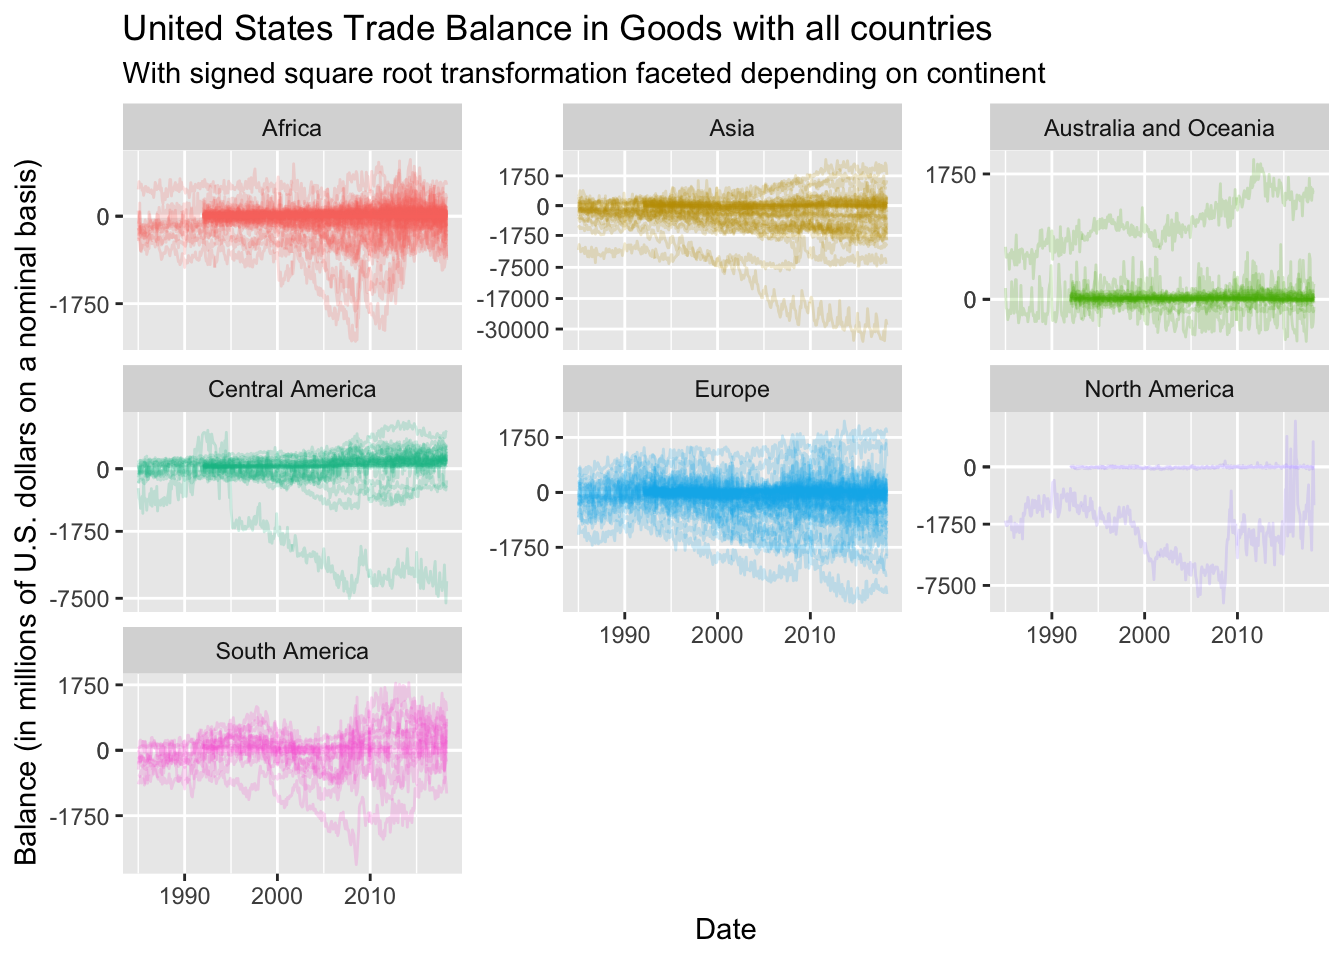 United States Trade Balance in Goods with all countries
With signed square root transformation faceted depending on continent
Balance (in millions of U.S. dollars on a nominal basis)
Africa
0
-1750
Asia
1750
0
-1750
-7500
-17000
-30000
Australia and Oceania
1750
0
Central America
0
-1750
-7500
Europe
1750
0
-1750
1990 2000 2010
North America
0
-1750
-7500
1990 2000 2010
South America
1750
0
-1750
1990 2000 2010
Date